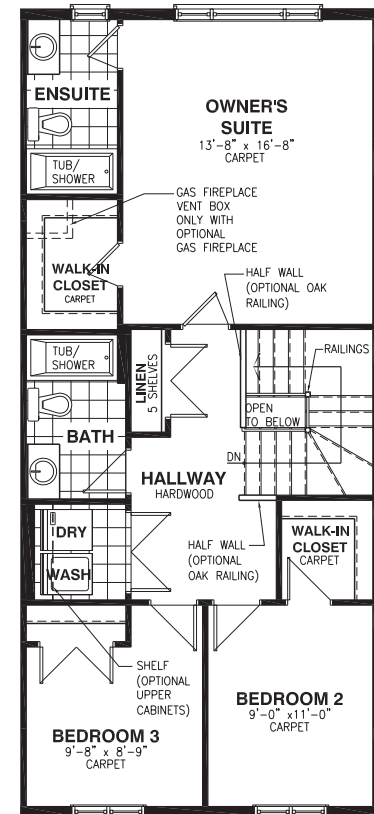 ENSUITE
OWNER'S
SUITE
13'-8" x 16'-8"
CARPET
TUB/
SHOWER
GAS FIREPLACE
VENT BOX
ONLY WITH
OPTIONAL
GAS FIREPLACE
WALK-IN
CLOSET
CARPET
HALF WALL
(OPTIONAL OAK
RAILING)
TUB/
SHOWER
LINEN
5 SHELVES
RAILINGS
OPEN
TO BELOW
BATH
DN
HALLWAY
HARDWOOD
DRY
WASH
HALF WALL
(OPTIONAL
OAK RAILING)
WALK-IN
CLOSET
CARPET
SHELF
(OPTIONAL
UPPER
CABINETS)
BEDROOM 2
9'-0" x11'-0"
CARPET
BEDROOM 3
9'-8" x 8'-9"
CARPET